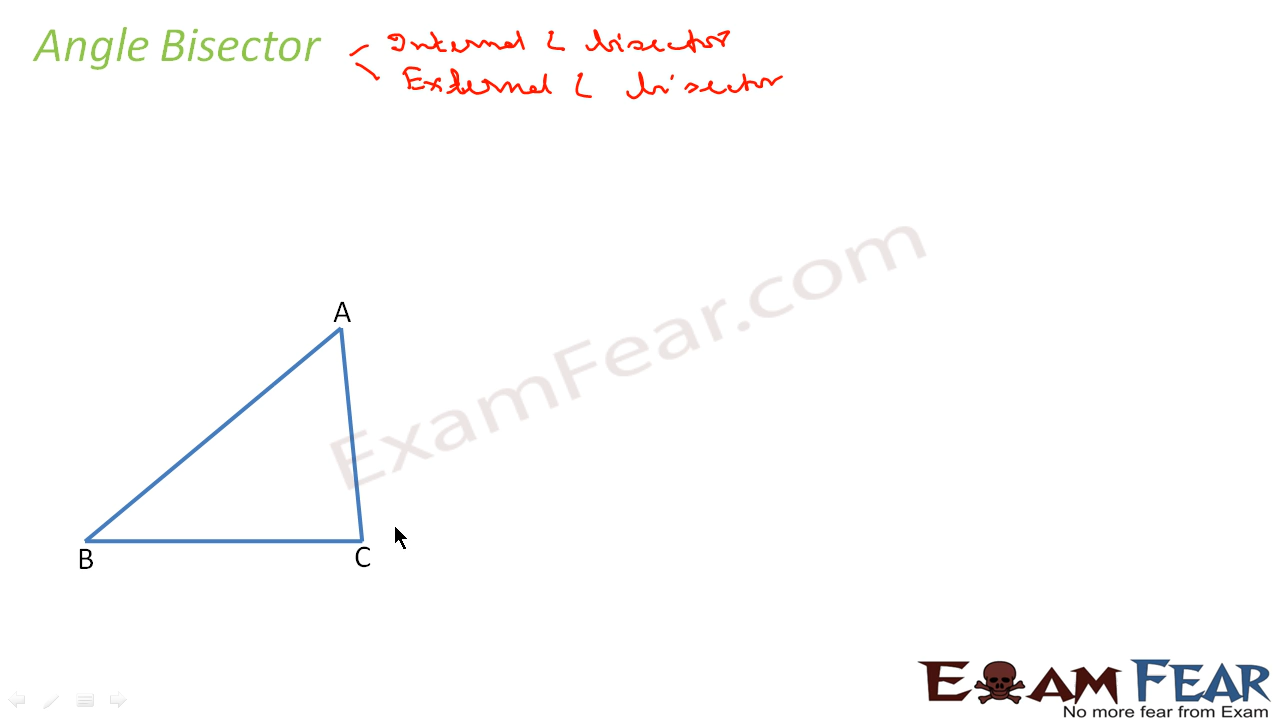 Angle Bisector
Internal ∠ bisector
External ∠ bisector
ExamFear.com
A
B
C
EXAM FEAR
No more fear from Exam